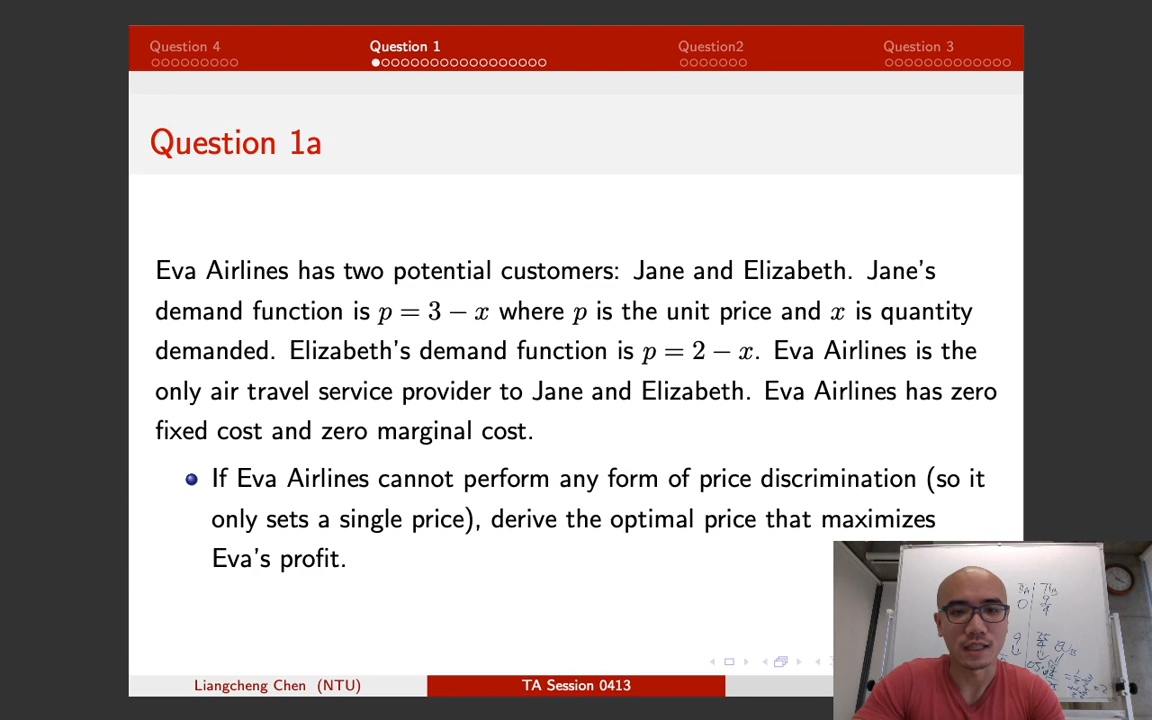 Question 4
Question 1
Question2
Question 3
Question 1a
Eva Airlines has two potential customers: Jane and Elizabeth. Jane's
demand function is p = 3 − x where p is the unit price and x is quantity
demanded. Elizabeth's demand function is p = 2 − x. Eva Airlines is the
only air travel service provider to Jane and Elizabeth. Eva Airlines has zero
fixed cost and zero marginal cost.
If Eva Airlines cannot perform any form of price discrimination (so it
only sets a single price), derive the optimal price that maximizes
Eva's profit.
Liangcheng Chen (NTU)
TA Session 0413